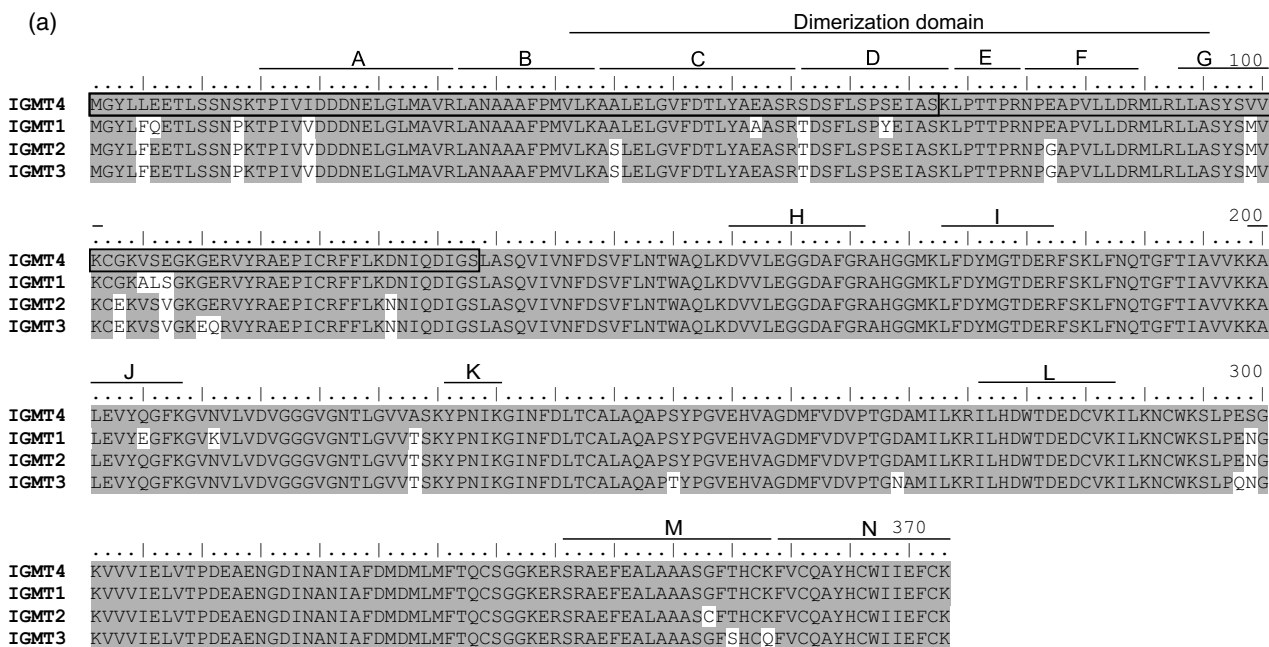 (a)
Dimerization domain
A B C D E F G 100
IGMT4 MGYLLEETLSSNSKTPIVIDDDNELGLMAVRLANAAAFPMVLKAALELGVFDTLYAEASRSDSFLSPSEIASKLPTTPRNPEAPVLLDRMLRLLASYSVV
IGMT1 MGYLFQETLSSNPKTPIVVDDDNELGLMAVRLANAAAFPMVLKAALELGVFDTLYAAASRTDSFLSPYEIASKLPTTPRNPEAPVLLDRMLRLLASYSMV
IGMT2 MGYLFEETLSSNPKTPIVVDDDNELGLMAVRLANAAAFPMVLKASLELGVFDTLYAEASRTDSFLSPSEIASKLPTTPRNPGAPVLLDRMLRLLASYSMV
IGMT3 MGYLFEETLSSNPKTPIVVDDDNELGLMAVRLANAAAFPMVLKASLELGVFDTLYAEASRTDSFLSPSEIASKLPTTPRNPGAPVLLDRMLRLLASYSMV
H I 200
IGMT4 KCGKVSEGKGERVYRAEPICRFFLKDNIQDIGSLASQVIVNFDSVFLNTWAQLKDVVLEGGDAFGRAHGGMKLFDYMGTDERFSKLFNQTGFTIAVVKKA
IGMT1 KCGKALSGKGERVYRAEPICRFFLKDNIQDIGSLASQVIVNFDSVFLNTWAQLKDVVLEGGDAFGRAHGGMKLFDYMGTDERFSKLFNQTGFTIAVVKKA
IGMT2 KCEKVSVGKGERVYRAEPICRFFLKNNIQDIGSLASQVIVNFDSVFLNTWAQLKDVVLEGGDAFGRAHGGMKLFDYMGTDERFSKLFNQTGFTIAVVKKA
IGMT3 KCEKVSVGKEQRVYRAEPICRFFLKNNIQDIGSLASQVIVNFDSVFLNTWAQLKDVVLEGGDAFGRAHGGMKLFDYMGTDERFSKLFNQTGFTIAVVKKA
J K L 300
IGMT4 LEVYQGFKGVNVLVDVGGGVGNTLGVVASKYPNIKGINFDLTCALAQAPSYPGVEHVAGDMFVDVPTGDAMILKRILHDWTDEDCVKILKNCWKSLPESG
IGMT1 LEVYEGFKGVKVLVDVGGGVGNTLGVVTSKYPNIKGINFDLTCALAQAPSYPGVEHVAGDMFVDVPTGDAMILKRILHDWTDEDCVKILKNCWKSLPENG
IGMT2 LEVYQGFKGVNVLVDVGGGVGNTLGVVTSKYPNIKGINFDLTCALAQAPSYPGVEHVAGDMFVDVPTGDAMILKRILHDWTDEDCVKILKNCWKSLPENG
IGMT3 LEVYQGFKGVNVLVDVGGGVGNTLGVVTSKYPNIKGINFDLTCALAQAPTYPGVEHVAGDMFVDVPTGNAMILKRILHDWTDEDCVKILKNCWKSLPQNG
M N 370
IGMT4 KVVVIELVTPDEAENGDINANIAFDMDMLMFTQCSGGKERSRAEFEALAAASGFTHCKFVCQAYHCWIIEFCK
IGMT1 KVVVIELVTPDEAENGDINANIAFDMDMLMFTQCSGGKERSRAEFEALAAASGFTHCKFVCQAYHCWIIEFCK
IGMT2 KVVVIELVTPDEAENGDINANIAFDMDMLMFTQCSGGKERSRAEFEALAAASCFTHCKFVCQAYHCWIIEFCK
IGMT3 KVVVIELVTPDEAENGDINANIAFDMDMLMFTQCSGGKERSRAEFEALAAASGFSHCQFVCQAYHCWIIEFCK